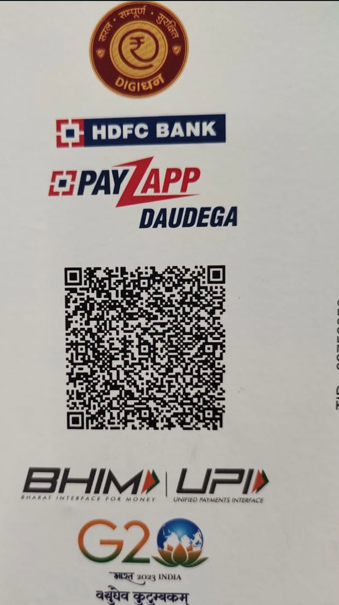 सरल • सम्पूर्ण • सुरक्षित
DIGIधन
HDFC BANK
PAYZAPP
DAUDEGA
BHIM
BHARAT INTERFACE FOR MONEY
UPI
UNIFIED PAYMENTS INTERFACE
G20
भारत 2023 INDIA
वसुधैव कुटुम्बकम्